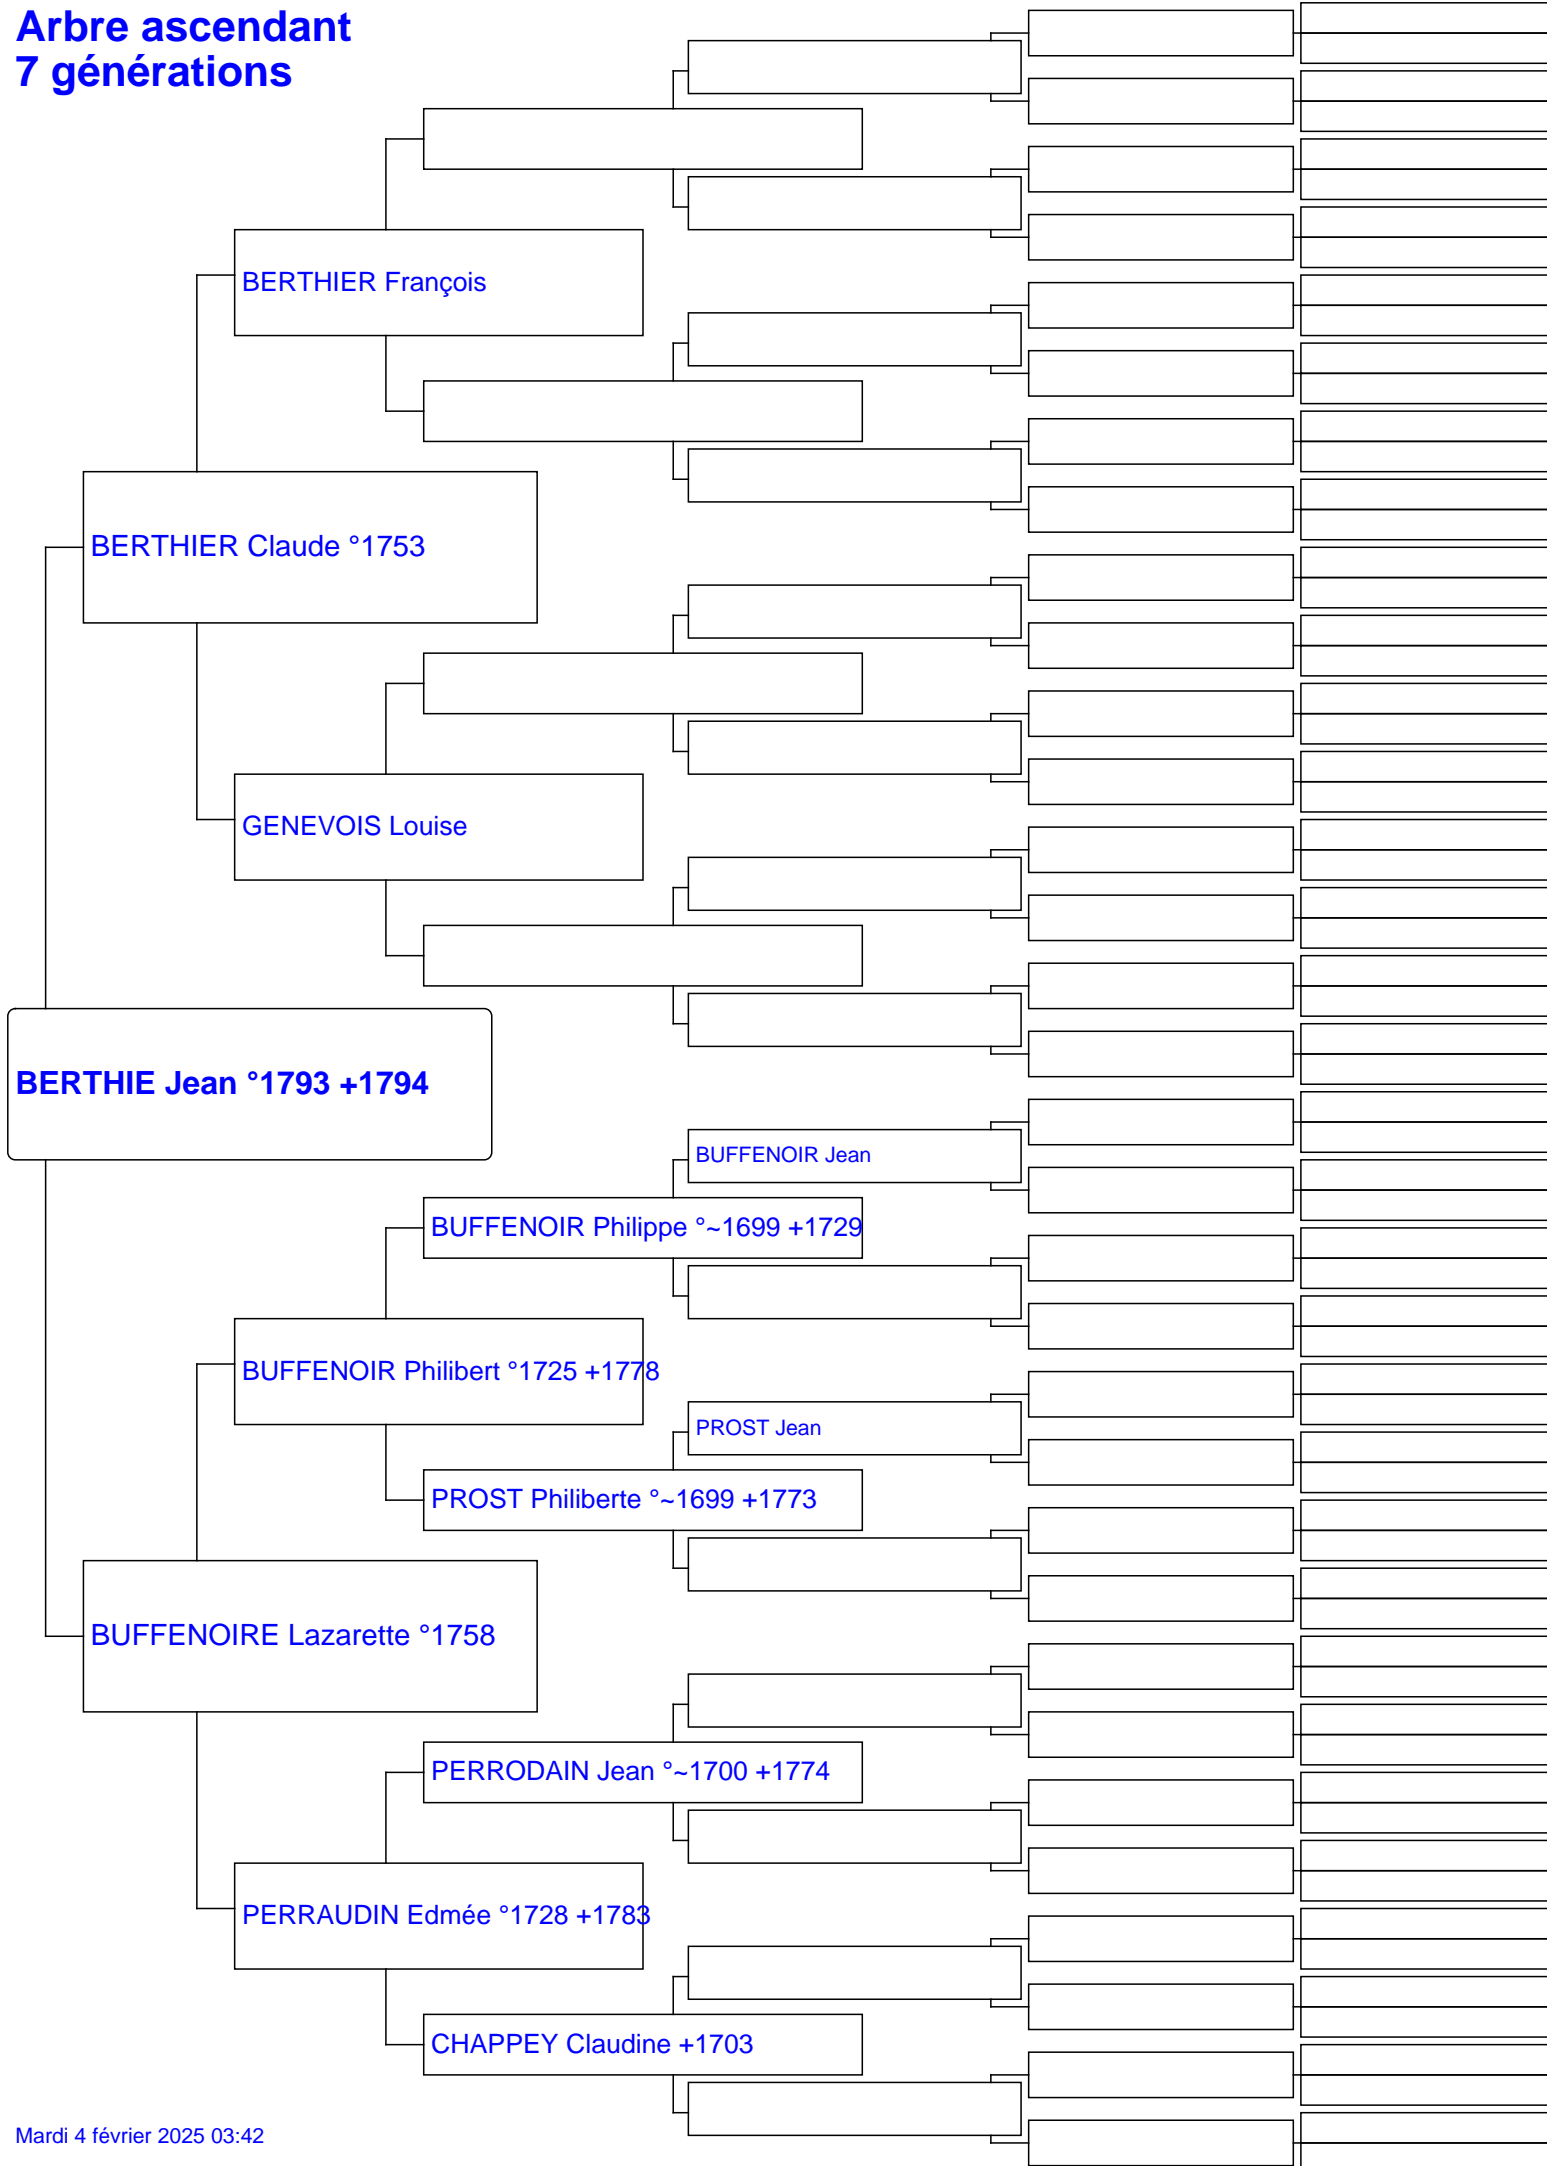 Arbre ascendant
7 générations
BERTHIER François
BERTHIER Claude °1753
GENEVOIS Louise
BERTHIE Jean °1793 +1794
BUFFENOIR Jean
BUFFENOIR Philippe °~1699 +1729
BUFFENOIR Philibert °1725 +1778
PROST Jean
PROST Philiberte °~1699 +1773
BUFFENOIRE Lazarette °1758
PERRODAIN Jean °~1700 +1774
PERRAUDIN Edmée °1728 +1783
CHAPPEY Claudine +1703
Mardi 4 février 2025 03:42